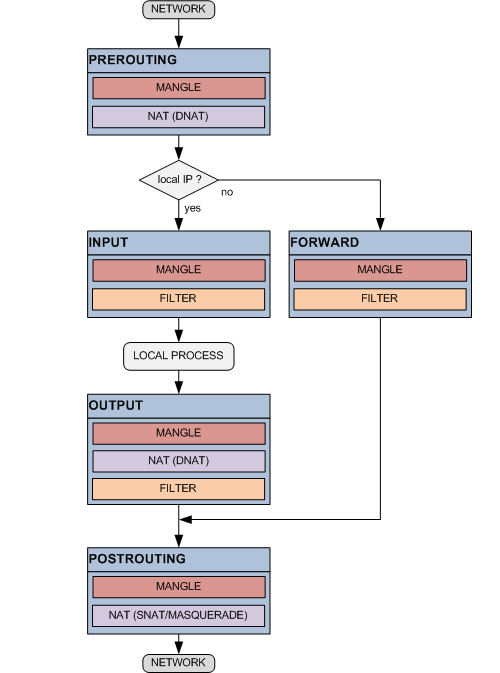 NETWORK
PREROUTING
MANGLE
NAT (DNAT)
local IP ?
no
yes
INPUT
MANGLE
FILTER
FORWARD
MANGLE
FILTER
LOCAL PROCESS
OUTPUT
MANGLE
NAT (DNAT)
FILTER
POSTROUTING
MANGLE
NAT (SNAT/MASQUERADE)
NETWORK